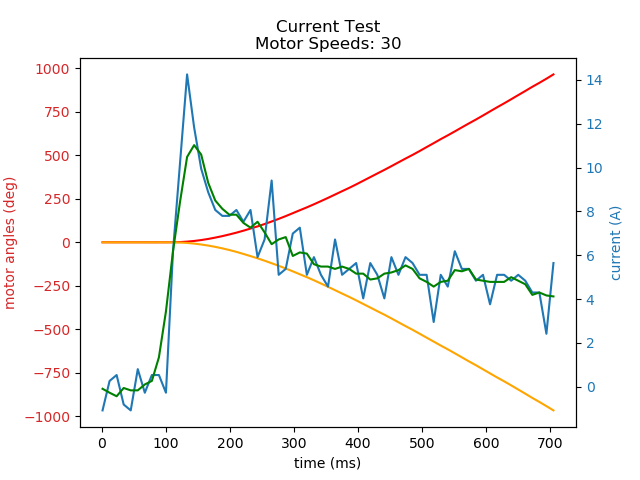 Current Test
Motor Speeds: 30
motor angles (deg)
1000
750
500
250
0
−250
−500
−750
−1000
14
12
10
8
6
4
2
0
current (A)
0 100 200 300 400 500 600 700
time (ms)